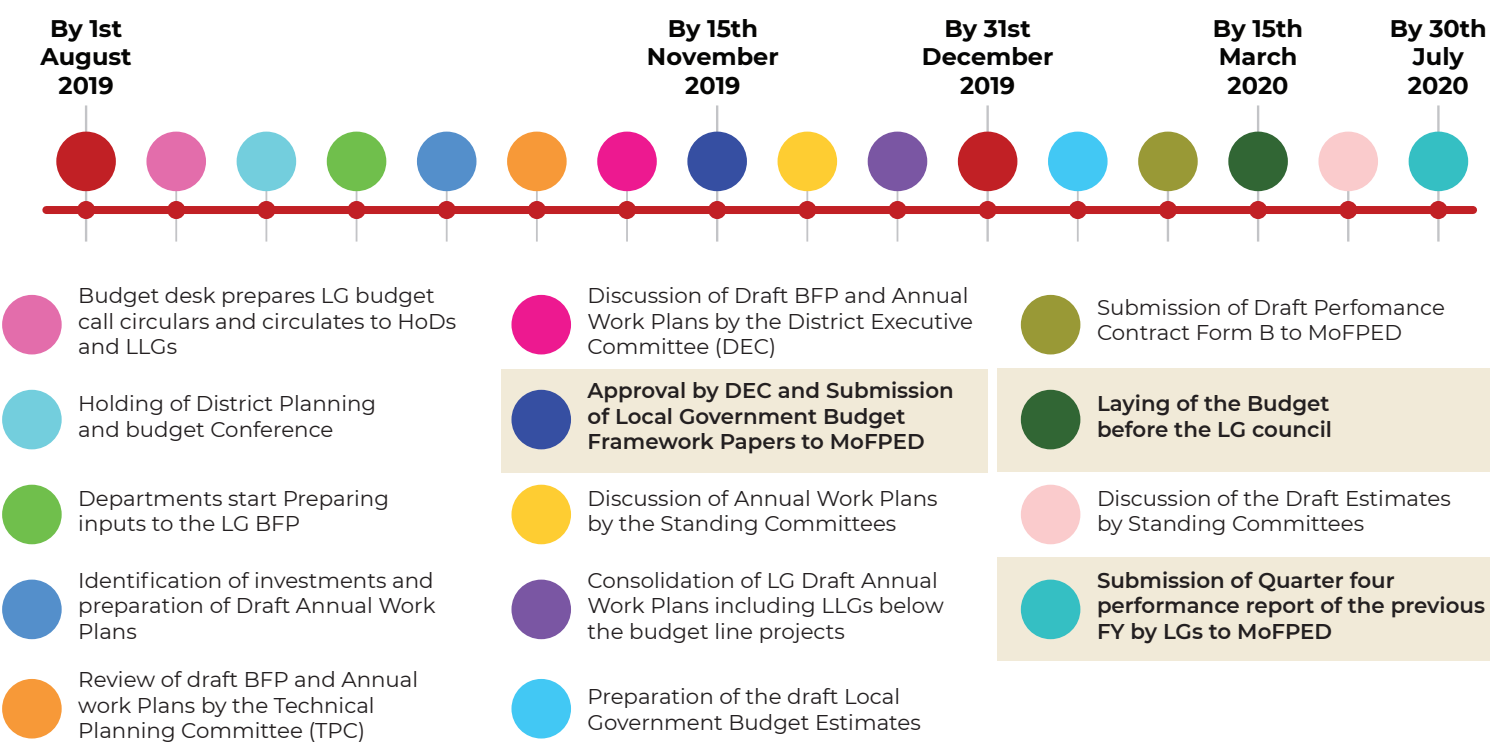 By 1st
August
2019
By 15th
November
2019
By 31st
December
2019
By 15th
March
2020
By 30th
July
2020
Budget desk prepares LG budget
call circulars and circulates to HoDs
and LLGs
Holding of District Planning
and budget Conference
Departments start Preparing
inputs to the LG BFP
Identification of investments and
preparation of Draft Annual Work
Plans
Review of draft BFP and Annual
work Plans by the Technical
Planning Committee (TPC)
Discussion of Draft BFP and Annual
Work Plans by the District Executive
Committee (DEC)
Approval by DEC and Submission
of Local Government Budget
Framework Papers to MoFPED
Discussion of Annual Work Plans
by the Standing Committees
Consolidation of LG Draft Annual
Work Plans including LLGs below
the budget line projects
Preparation of the draft Local
Government Budget Estimates
Submission of Draft Perfomance
Contract Form B to MoFPED
Laying of the Budget
before the LG council
Discussion of the Draft Estimates
by Standing Committees
Submission of Quarter four
performance report of the previous
FY by LGs to MoFPED